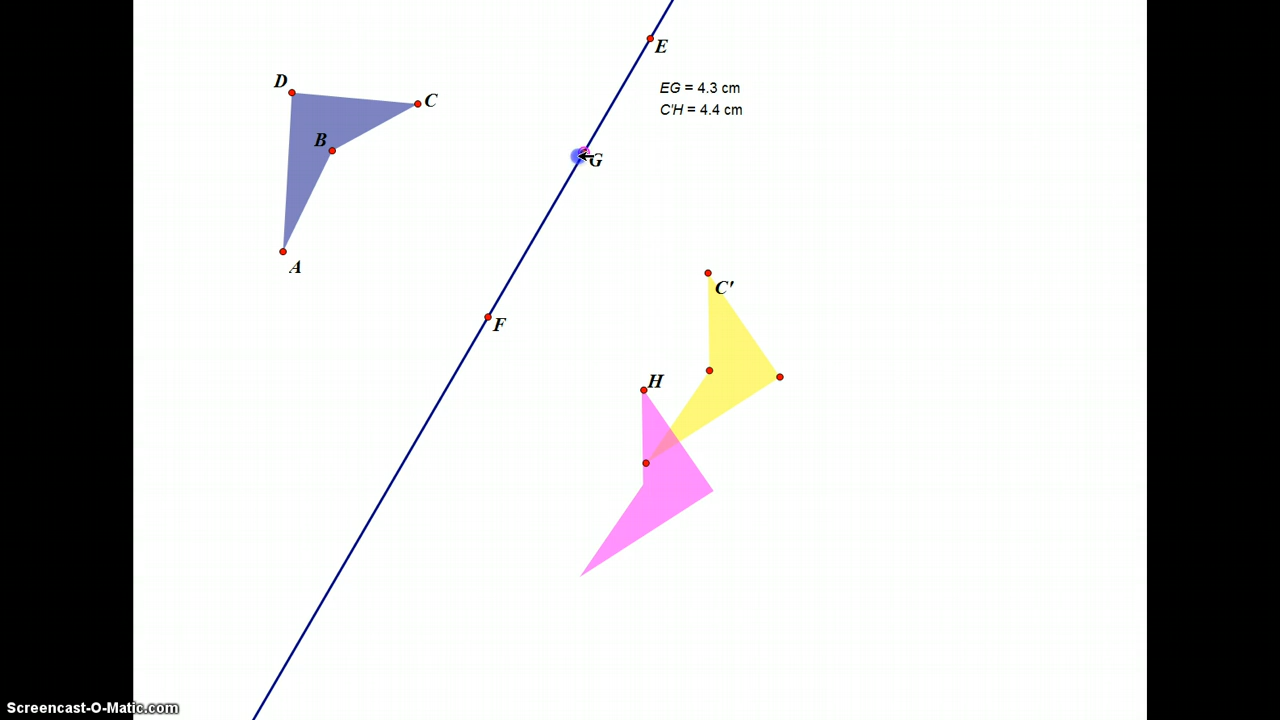 E
D
EG = 4.3 cm
C
C'H = 4.4 cm
B
G
A
C'
F
H
Screencast-O-Matic.com